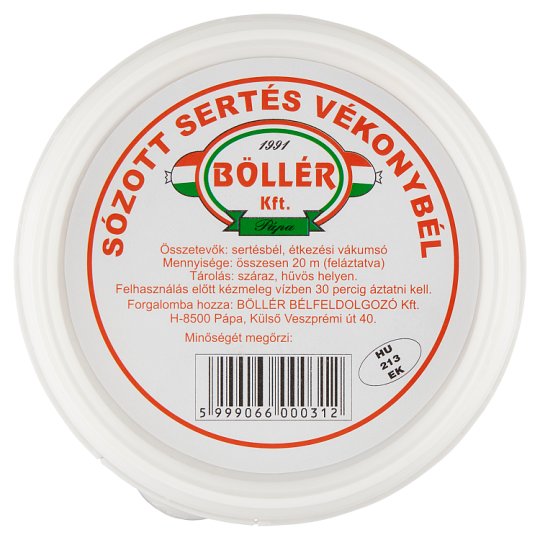 SÓZOTT SERTÉS VÉKONYBÉL
1991
BÖLLÉR
Kft.
Pápa
Összetevők: sertésbél, étkezési vákumsó
Mennyisége: összesen 20 m (feláztatva)
Tárolás: száraz, hűvös helyen.
Felhasználás előtt kézmeleg vízben 30 percig áztatni kell.
Forgalomba hozza: BÖLLÉR BÉLFELDOLGOZÓ Kft.
H-8500 Pápa, Külső Veszprémi út 40.
Minőségét megőrzi:
HU
213
EK
5 999066 000312